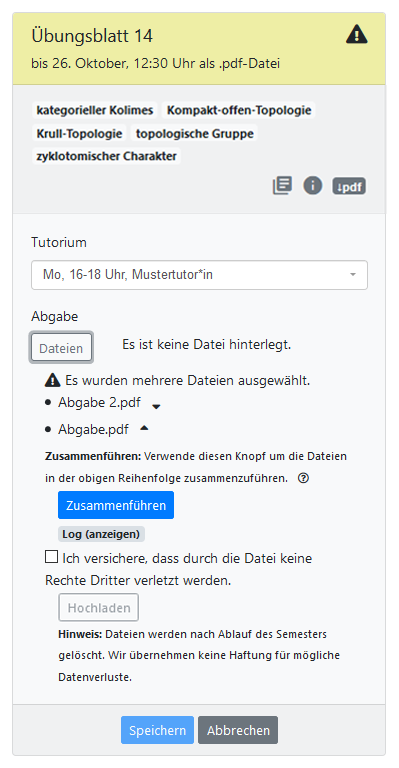 Übungsblatt 14
bis 26. Oktober, 12:30 Uhr als .pdf-Datei
kategorieller Kolimes Kompakt-offen-Topologie
Krull-Topologie topologische Gruppe
zyklotomischer Charakter
↓pdf
Tutorium
Mo, 16-18 Uhr, Mustertutor*in
Abgabe
Dateien Es ist keine Datei hinterlegt.
Es wurden mehrere Dateien ausgewählt.
• Abgabe 2.pdf
• Abgabe.pdf
Zusammenführen: Verwende diesen Knopf um die Dateien
in der obigen Reihenfolge zusammenzuführen.
Zusammenführen
Log (anzeigen)
Ich versichere, dass durch die Datei keine
Rechte Dritter verletzt werden.
Hochladen
Hinweis: Dateien werden nach Ablauf des Semesters
gelöscht. Wir übernehmen keine Haftung für mögliche
Datenverluste.
Speichern Abbrechen